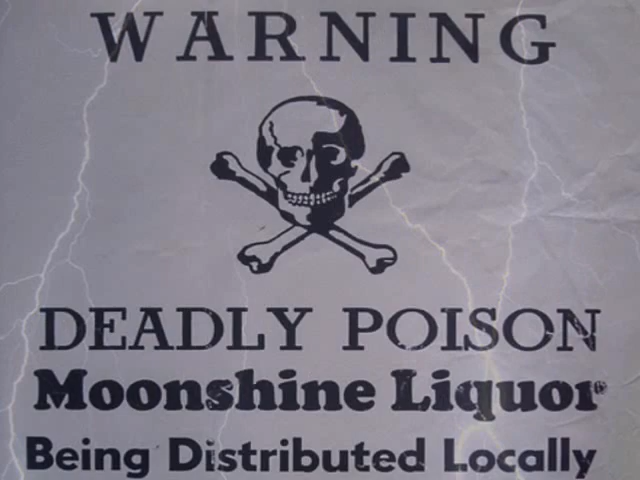 WARNING
DEADLY POISON
Moonshine Liquor
Being Distributed Locally